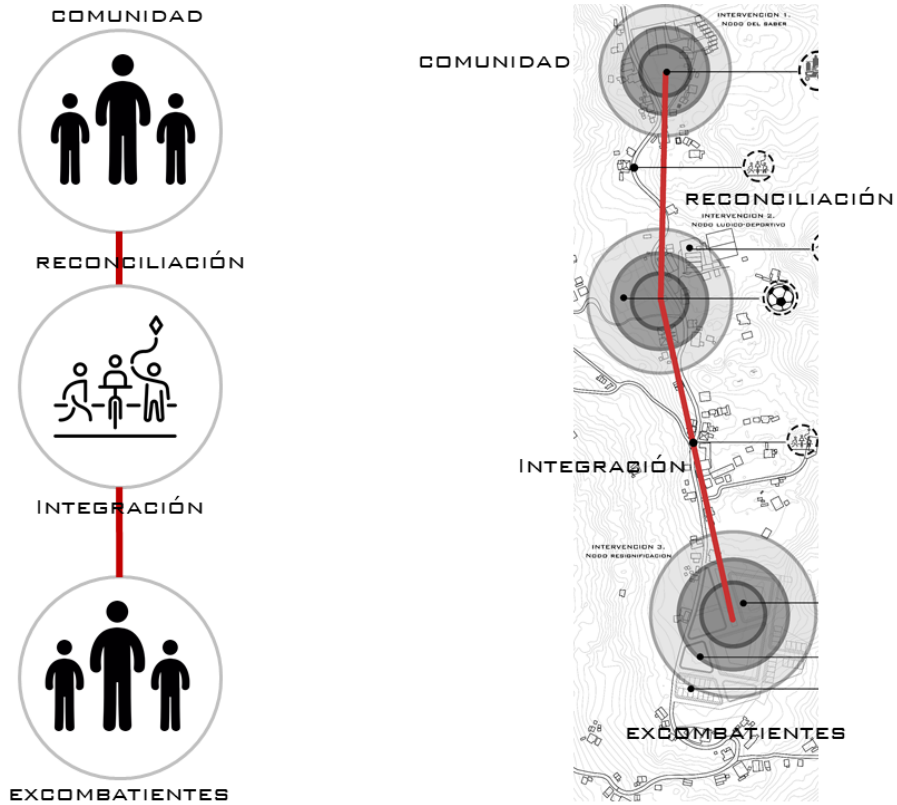 COMUNIDAD
RECONCILIACIÓN
INTEGRACIÓN
EXCOMBATIENTES
INTERVENCION 1.
NODO DEL SABER
COMUNIDAD
RECONCILIACIÓN
INTERVENCION 2.
NODO LUDICO-DEPORTIVO
INTEGRACIÓN
INTERVENCION 3.
NODO RESIGNIFICACION
EXCOMBATIENTES